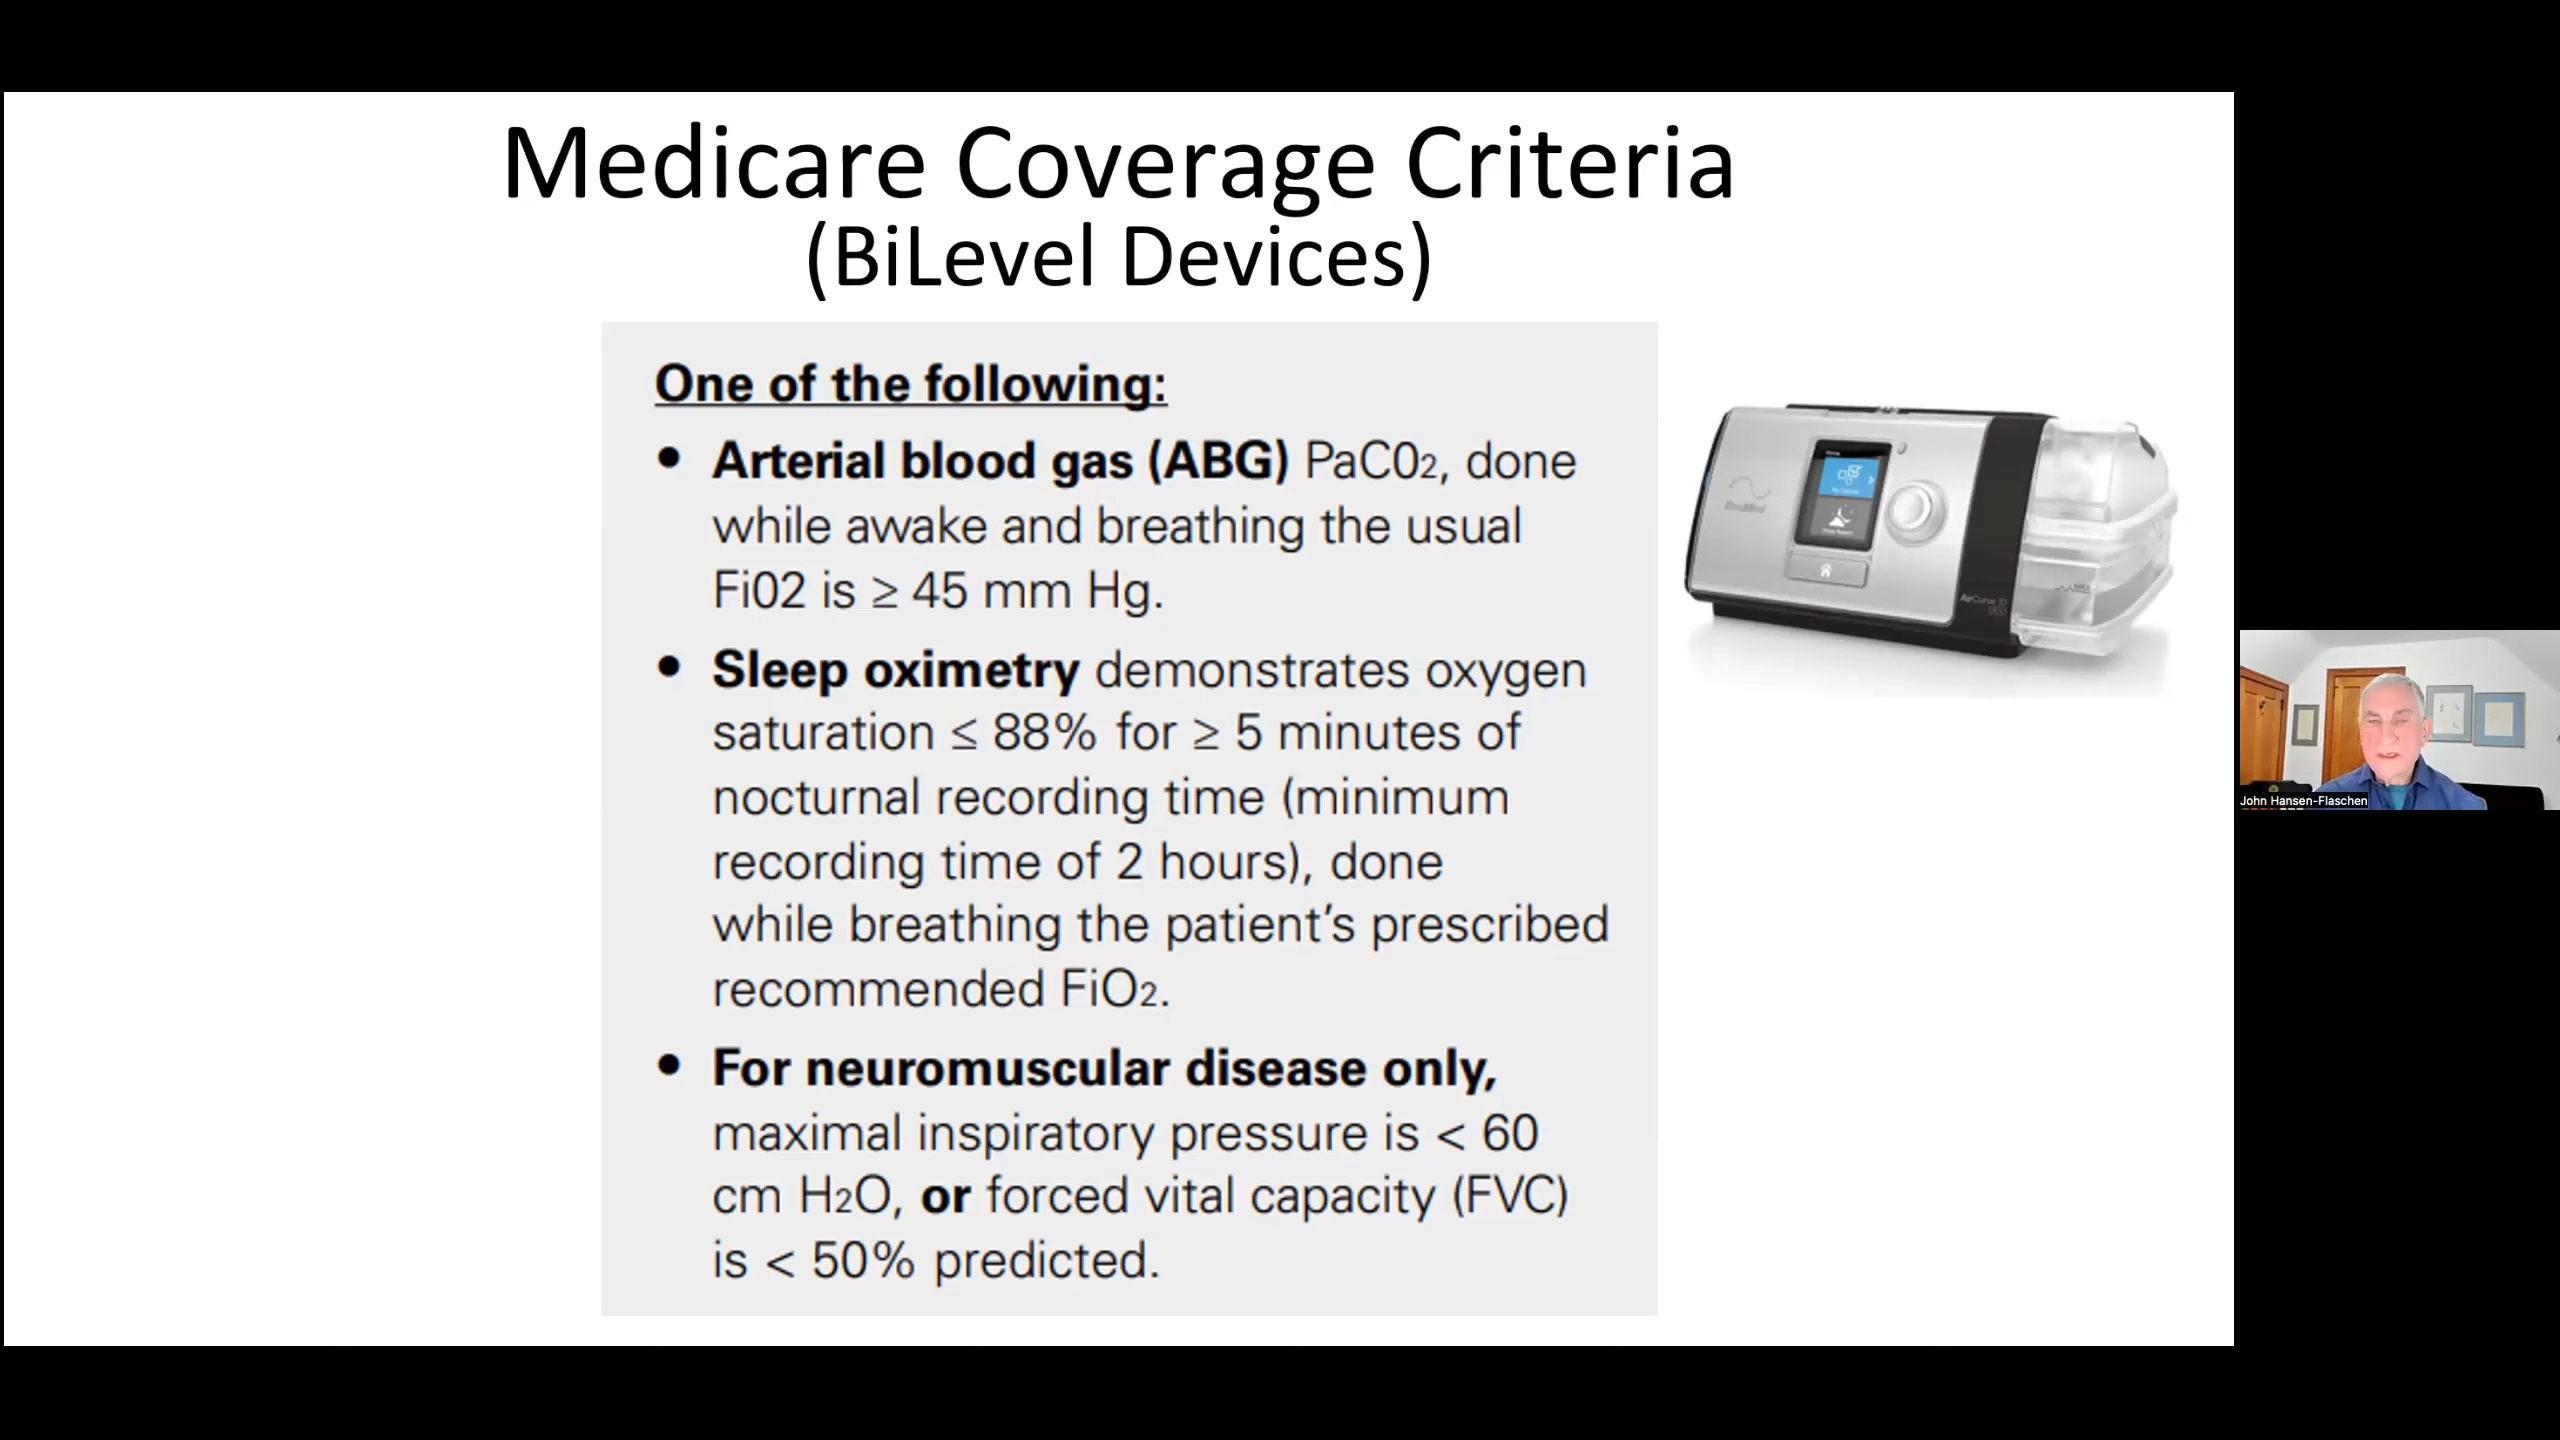 Medicare Coverage Criteria
(BiLevel Devices)
One of the following:
• Arterial blood gas (ABG) PaC02, done
while awake and breathing the usual
Fi02 is ≥ 45 mm Hg.
• Sleep oximetry demonstrates oxygen
saturation ≤ 88% for ≥ 5 minutes of
nocturnal recording time (minimum
recording time of 2 hours), done
while breathing the patient’s prescribed
recommended FiO2.
• For neuromuscular disease only,
maximal inspiratory pressure is < 60
cm H2O, or forced vital capacity (FVC)
is < 50% predicted.
AirCurve 10
John Hansen-Flaschen